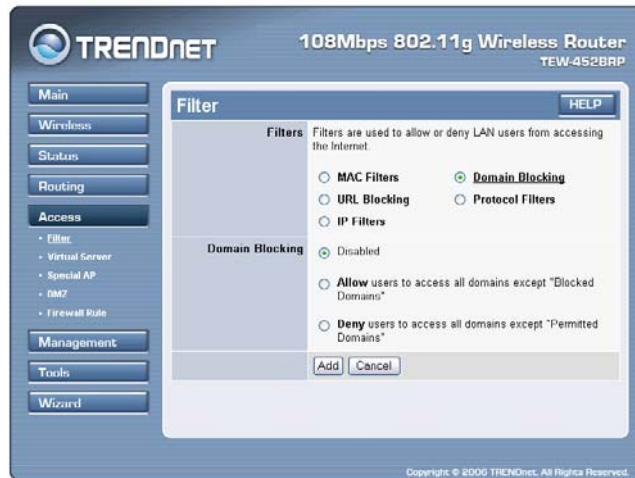 TRENDNET
108Mbps 802.11g Wireless Router
TEW-452BRP
Main
Wireless
Status
Routing
Access
Filter
Virtual Server
Special AP
DMZ
Firewall Rule
Management
Tools
Wizard
Filter
HELP
Filters
Filters are used to allow or deny LAN users from accessing
the Internet.
MAC Filters
Domain Blocking
URL Blocking
Protocol Filters
IP Filters
Domain Blocking
Disabled
Allow users to access all domains except "Blocked
Domains"
Deny users to access all domains except "Permitted
Domains"
Add
Cancel
Copyright © 2006 TRENDnet. All Rights Reserved.